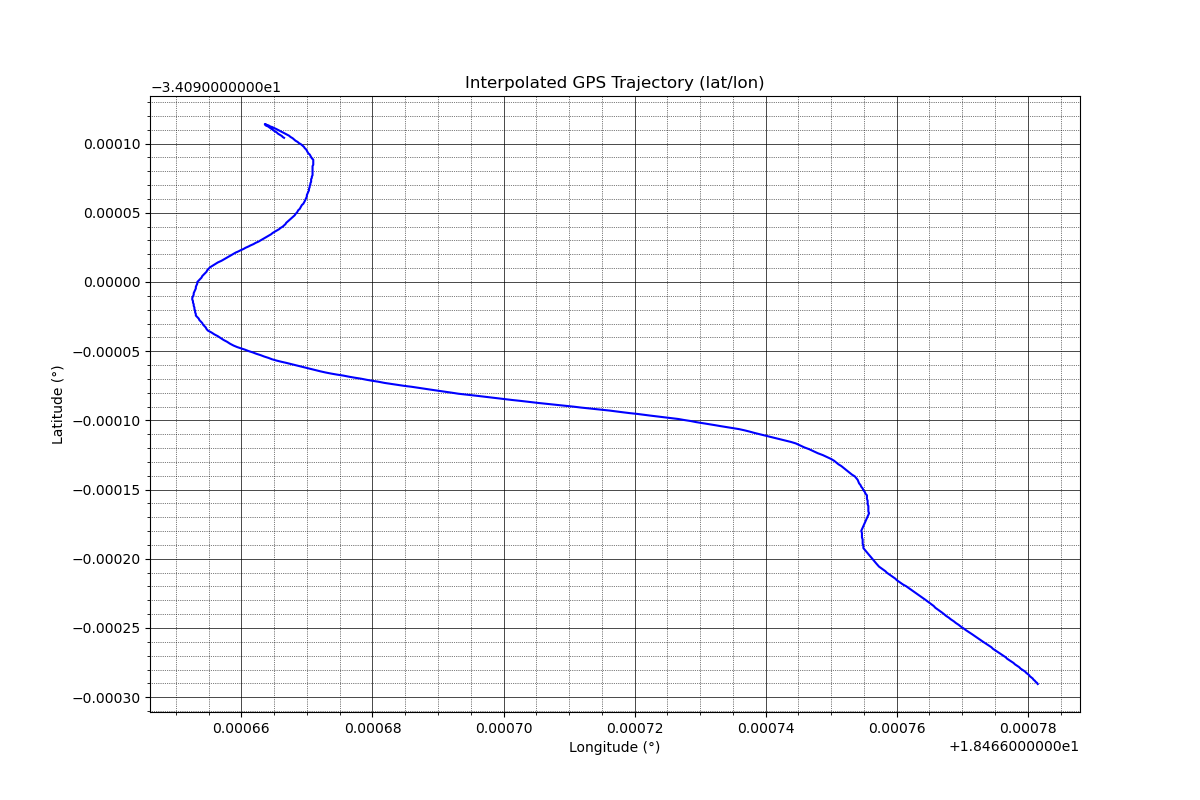 Interpolated GPS Trajectory (lat/lon)
−3.4090000000e1
0.00010
0.00005
0.00000
−0.00005
−0.00010
−0.00015
−0.00020
−0.00025
−0.00030
Latitude (°)
0.00066 0.00068 0.00070 0.00072 0.00074 0.00076 0.00078
Longitude (°)
+1.8466000000e1